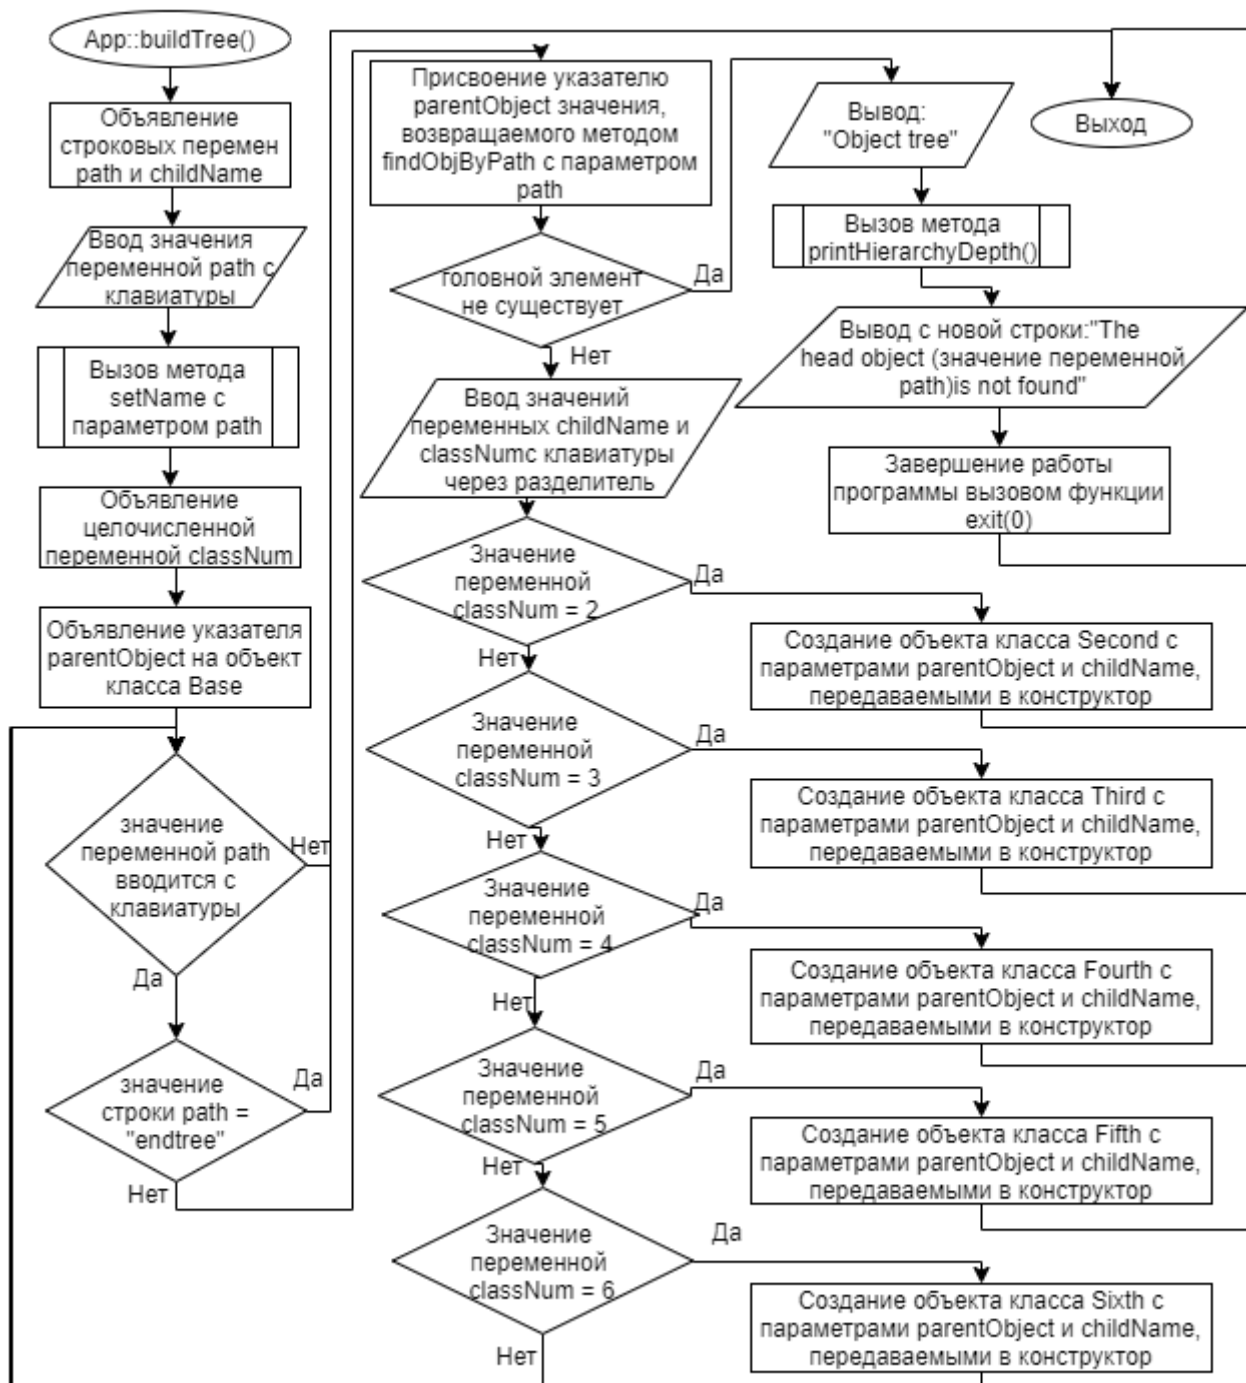 App::buildTree()
Объявление
строковых перемен
path и childName
Ввод значения
переменной path с
клавиатуры
Вызов метода
setName с
параметром path
Объявление
целочисленной
переменной classNum
Объявление указателя
parentObject на объект
класса Base
значение
переменной path
вводится с
клавиатуры
Нет
Да
значение
строки path =
"endtree"
Да
Нет
Присвоение указателю
parentObject значения,
возвращаемого методом
findObjByPath с параметром
path
головной элемент
не существует
Да
Нет
Ввод значений
переменных childName и
classNumс клавиатуры
через разделитель
Значение
переменной
classNum = 2
Да
Нет
Значение
переменной
classNum = 3
Да
Нет
Значение
переменной
classNum = 4
Да
Нет
Значение
переменной
classNum = 5
Да
Нет
Значение
переменной
classNum = 6
Да
Нет
Вывод:
"Object tree"
Вызов метода
printHierarchyDepth()
Вывод с новой строки:"The
head object (значение переменной
path)is not found"
Завершение работы
программы вызовом функции
exit(0)
Выход
Создание объекта класса Second с
параметрами parentObject и childName,
передаваемыми в конструктор
Создание объекта класса Third с
параметрами parentObject и childName,
передаваемыми в конструктор
Создание объекта класса Fourth с
параметрами parentObject и childName,
передаваемыми в конструктор
Создание объекта класса Fifth с
параметрами parentObject и childName,
передаваемыми в конструктор
Создание объекта класса Sixth с
параметрами parentObject и childName,
передаваемыми в конструктор